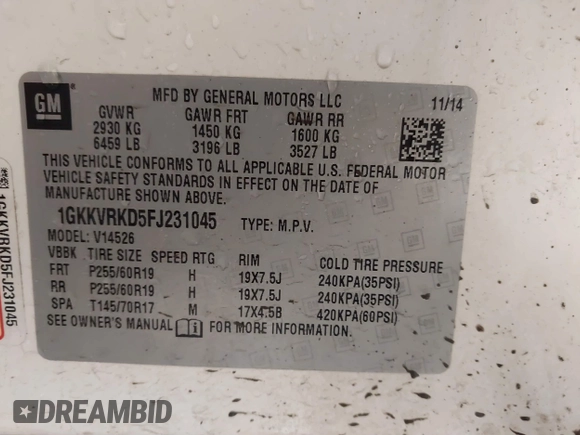 GM
MFD BY GENERAL MOTORS LLC 11/14
GVWR GAWR FRT GAWR RR
2930 KG 1450 KG 1600 KG
6459 LB 3196 LB 3527 LB
THIS VEHICLE CONFORMS TO ALL APPLICABLE U.S. FEDERAL MOTOR
VEHICLE SAFETY STANDARDS IN EFFECT ON THE DATE OF
MANUFACTURE SHOWN ABOVE.
1GKKVRKD5FJ231045 TYPE: M.P.V.
MODEL: V14526
VBBK TIRE SIZE SPEED RTG RIM COLD TIRE PRESSURE
FRT P255/60R19 H 19X7.5J 240KPA(35PSI)
RR P255/60R19 H 19X7.5J 240KPA(35PSI)
SPA T145/70R17 M 17X4.5B 420KPA(60PSI)
SEE OWNER'S MANUAL FOR MORE INFORMATION.
1GKKVRKD5FJ231045
DREAMBID